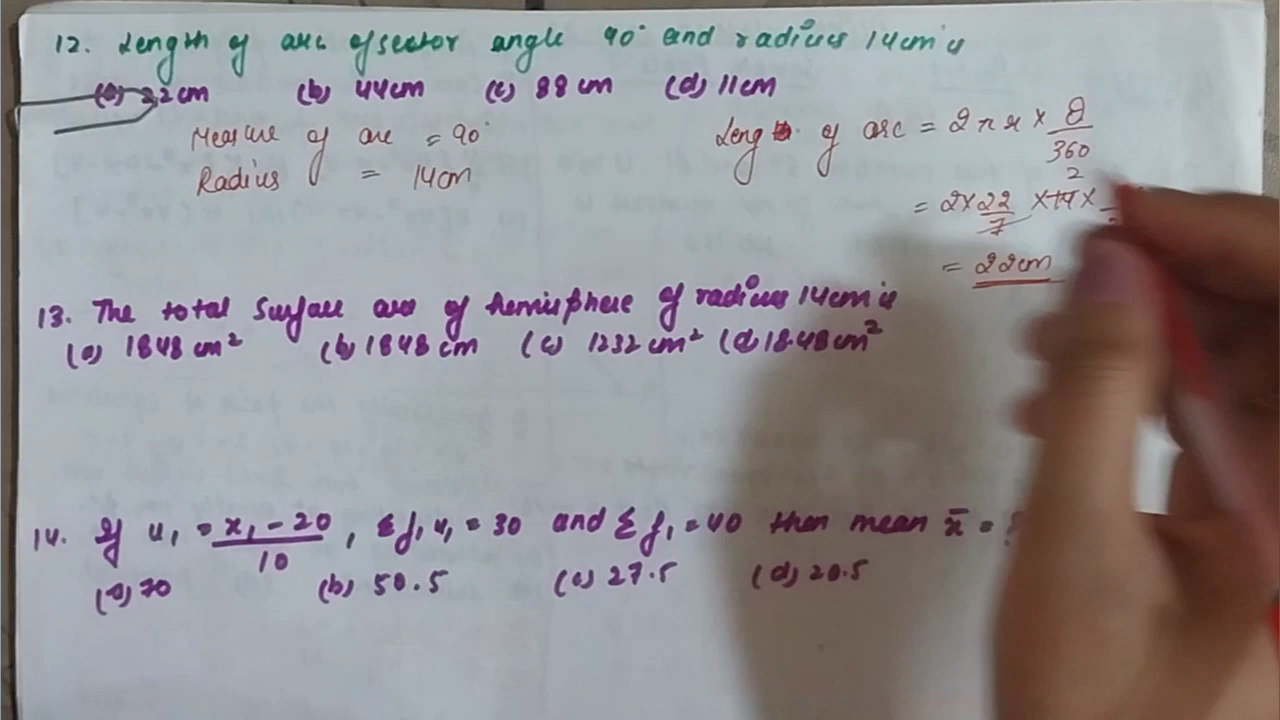 12. Length of arc of sector angle 90° and radius 14cm is
(a) 22cm (b) 44cm (c) 88 cm (d) 11cm
Measure of arc = 90°
Radius = 14cm
Length of arc = 2πr × θ/360
= 2 × 22/7 × 14 ×
2
= 22cm
13. The total Surface area of hemisphere of radius 14cm is
(a) 1848 cm² (b) 1848 cm (c) 1232 cm² (d) 18.48cm²
14. If u₁ = x₁ - 20 / 10, Σf₁u₁ = 30 and Σf₁ = 40 then mean x̄ = ?
(b) 50.5 (c) 27.5 (d) 20.5